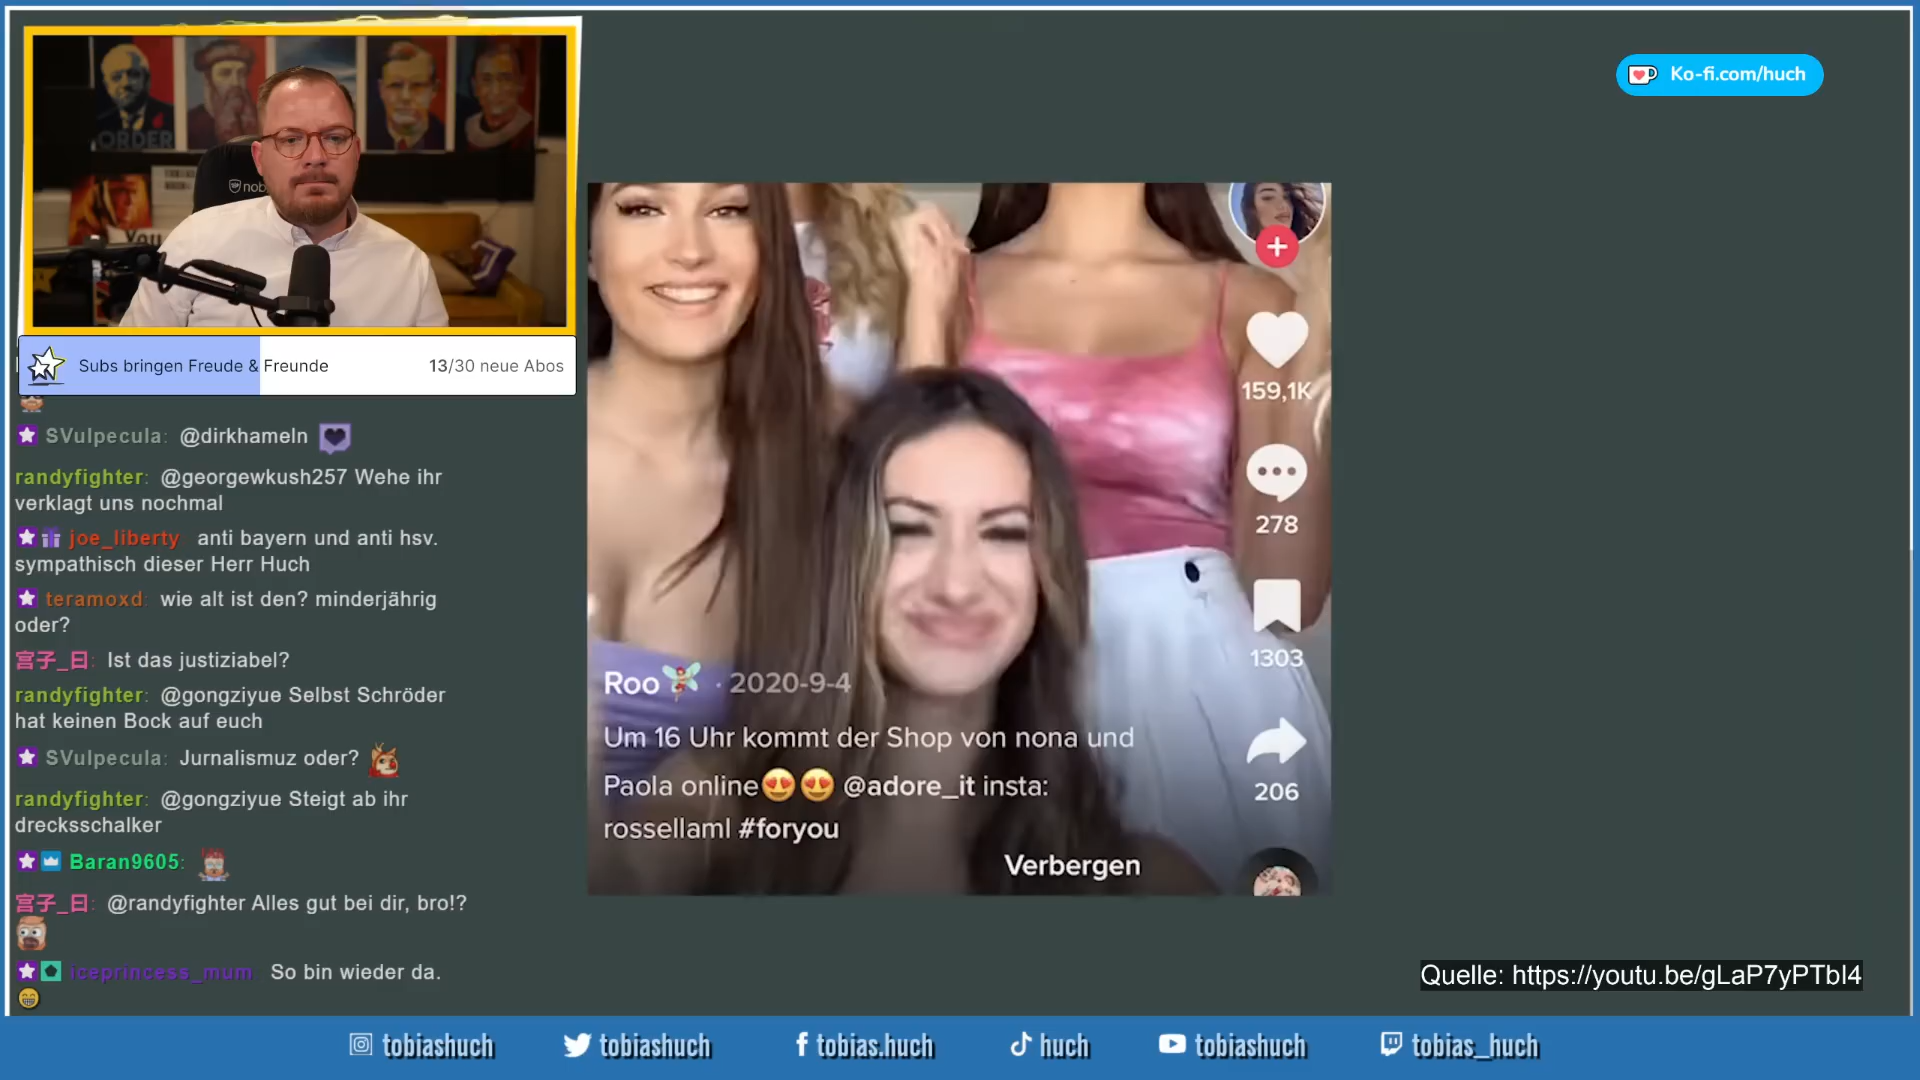 ORDER
nob
YOU
Ko-fi.com/huch
Subs bringen Freude & Freunde
13/30 neue Abos
SVulpecula: @dirkhameln
randyfighter: @georgewkush257 Wehe ihr
verklagt uns nochmal
joe_liberty anti bayern und anti hsv.
sympathisch dieser Herr Huch
teramoxd: wie alt ist den? minderjährig
oder?
宫子_曰: Ist das justiziabel?
randyfighter: @gongziyue Selbst Schröder
hat keinen Bock auf euch
SVulpecula: Jurnalismuz oder?
randyfighter: @gongziyue Steigt ab ihr
drecksschalker
Baran9605:
宫子_曰: @randyfighter Alles gut bei dir, bro!?
iceprincess_mum: So bin wieder da.
159,1K
278
1303
206
Roo · 2020-9-4
Um 16 Uhr kommt der Shop von nona und
Paola online😍😍 @adore_it insta:
rossellaml #foryou
Verbergen
Quelle: https://youtu.be/gLaP7yPTbI4
tobiashuch
tobiashuch
tobias.huch
huch
tobiashuch
tobias_huch